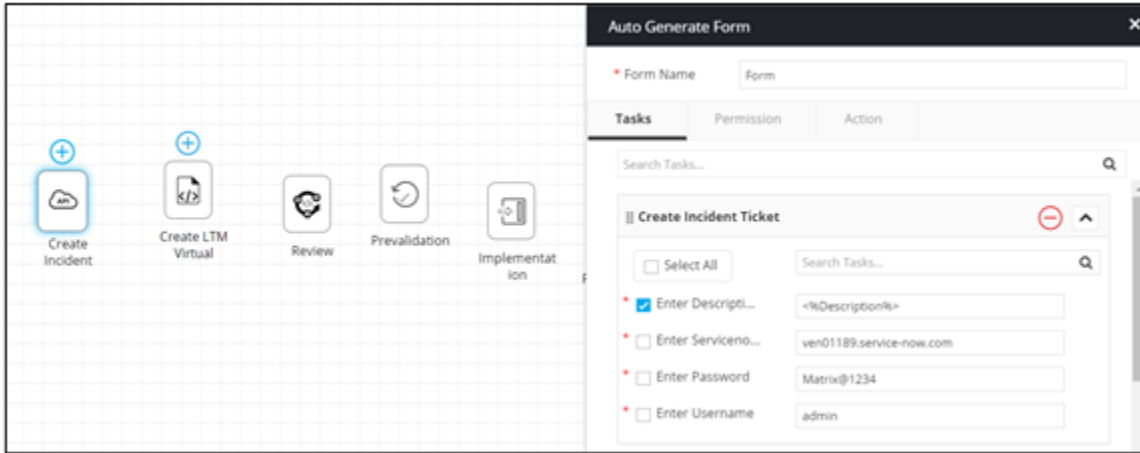 Auto Generate Form
* Form Name
Form
Tasks
Permission
Action
Search Tasks...
Create Incident Ticket
Select All
Search Tasks...
* Enter Descripti...
<%Description%>
* Enter Serviceno...
ven01189.service-now.com
* Enter Password
Matrix@1234
* Enter Username
admin
API
Create
Incident
</>
Create LTM
Virtual
Review
Prevalidation
Implementat
ion